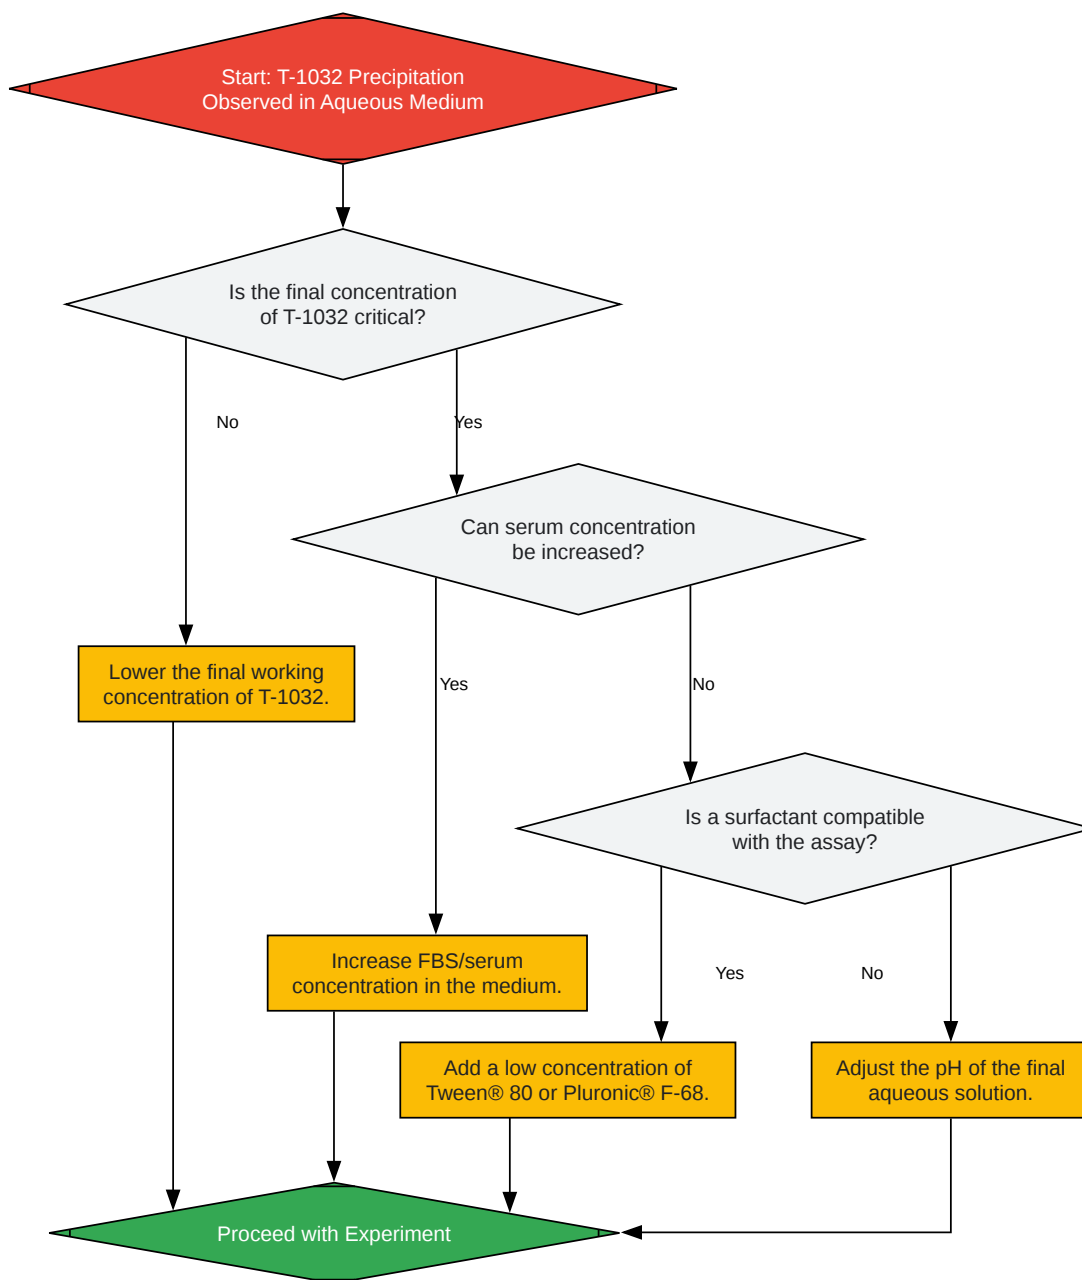 Start: T-1032 Precipitation
Observed in Aqueous Medium
Is the final concentration
of T-1032 critical?
No
Yes
Can serum concentration
be increased?
Lower the final working
concentration of T-1032.
Yes
No
Is a surfactant compatible
with the assay?
Increase FBS/serum
concentration in the medium.
Yes
No
Add a low concentration of
Tween® 80 or Pluronic® F-68.
Adjust the pH of the final
aqueous solution.
Proceed with Experiment